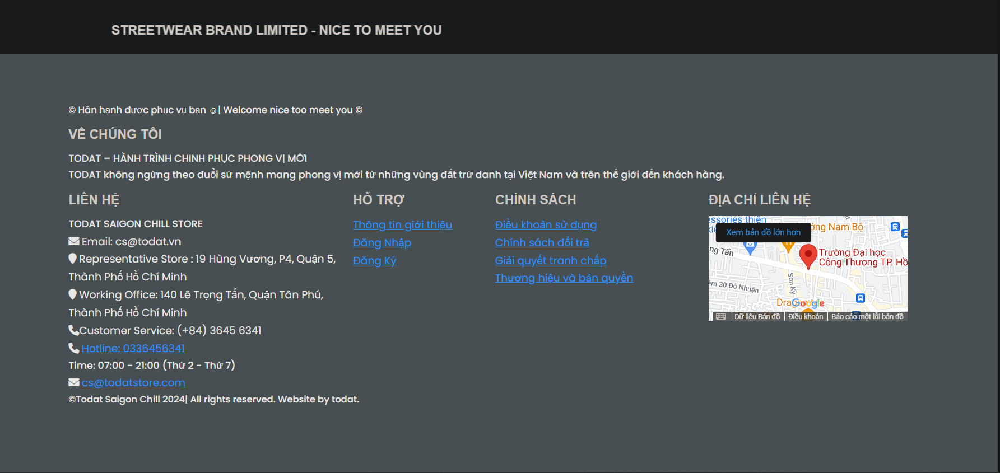 STREETWEAR BRAND LIMITED - NICE TO MEET YOU
© Hân hạnh được phục vụ bạn ☺| Welcome nice too meet you ©
VỀ CHÚNG TÔI
TODAT – HÀNH TRÌNH CHINH PHỤC PHONG VỊ MỚI
TODAT không ngừng theo đuổi sứ mệnh mang phong vị mới từ những vùng đất trứ danh tại Việt Nam và trên thế giới đến khách hàng.
LIÊN HỆ
TODAT SAIGON CHILL STORE
Email: cs@todat.vn
Representative Store : 19 Hùng Vương, P4, Quận 5,
Thành Phố Hồ Chí Minh
Working Office: 140 Lê Trọng Tấn, Quận Tân Phú,
Thành Phố Hồ Chí Minh
Customer Service: (+84) 3645 6341
Hotline: 0336456341
Time: 07:00 - 21:00 (Thứ 2 - Thứ 7)
cs@todatstore.com
©Todat Saigon Chill 2024| All rights reserved. Website by todat.
HỖ TRỢ
Thông tin giới thiệu
Đăng Nhập
Đăng Ký
CHÍNH SÁCH
Điều khoản sử dụng
Chính sách đổi trả
Giải quyết tranh chấp
Thương hiệu và bản quyền
ĐỊA CHỈ LIÊN HỆ
essories thiên
Xem bản đồ lớn hơn
ớng Nam Bộ
ọng Tấn
Trường Đại học
Công Thương TP. Hồ
Sơn Kỳ
ẻm 30 Đô Nhuận
Google
Dữ liệu Bản đồ
Điều khoản
Báo cáo một lỗi bản đồ